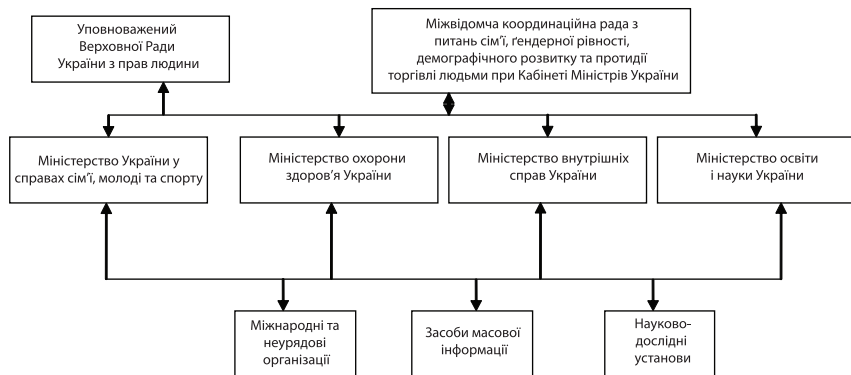 Уповноважений
Верховної Ради
України з прав людини
Міжвідомча координаційна рада з
питань сім'ї, ґендерної рівності,
демографічного розвитку та протидії
торгівлі людьми при Кабінеті Міністрів України
Міністерство України у
справах сім'ї, молоді та спорту
Міністерство охорони
здоров'я України
Міністерство внутрішніх
справ України
Міністерство освіти
і науки України
Міжнародні та
неурядові
організації
Засоби масової
інформації
Науково-
дослідні
установи